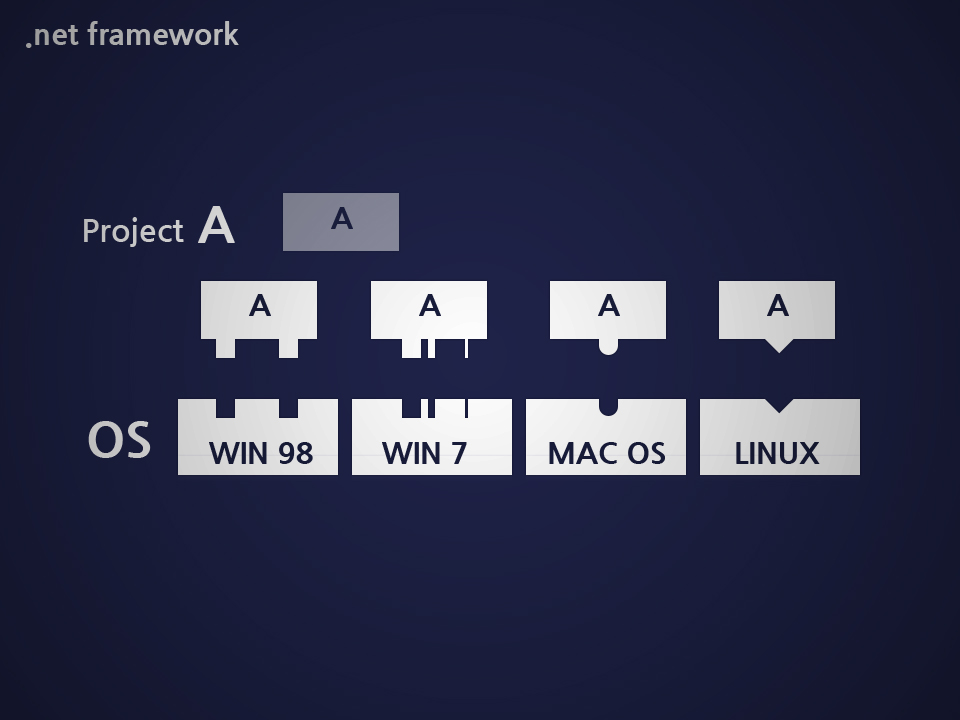 .net framework
Project A
A
A
A
A
A
OS
WIN 98
WIN 7
MAC OS
LINUX